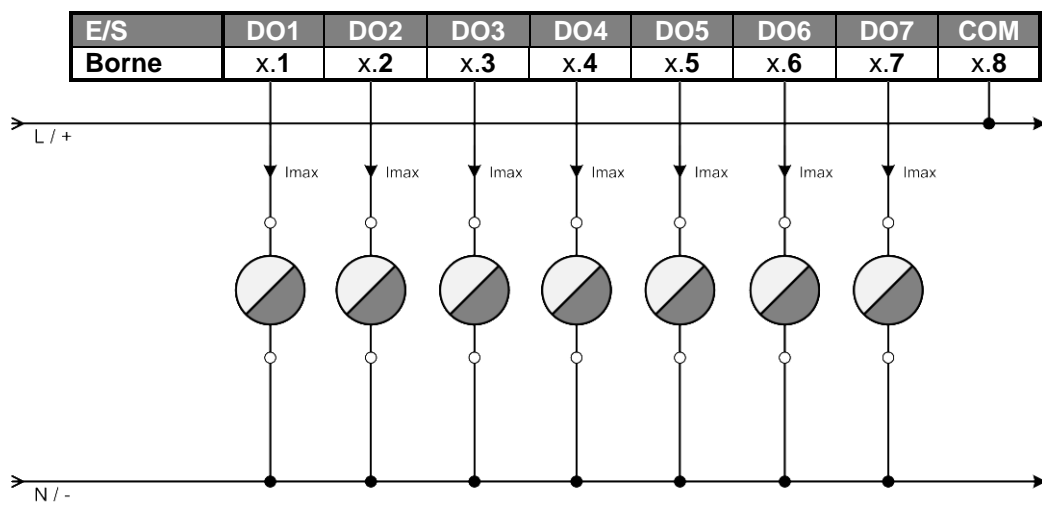 E/S DO1 DO2 DO3 DO4 DO5 DO6 DO7 COM
Borne x.1 x.2 x.3 x.4 x.5 x.6 x.7 x.8
L / +
Imax Imax Imax Imax Imax Imax Imax
N / -